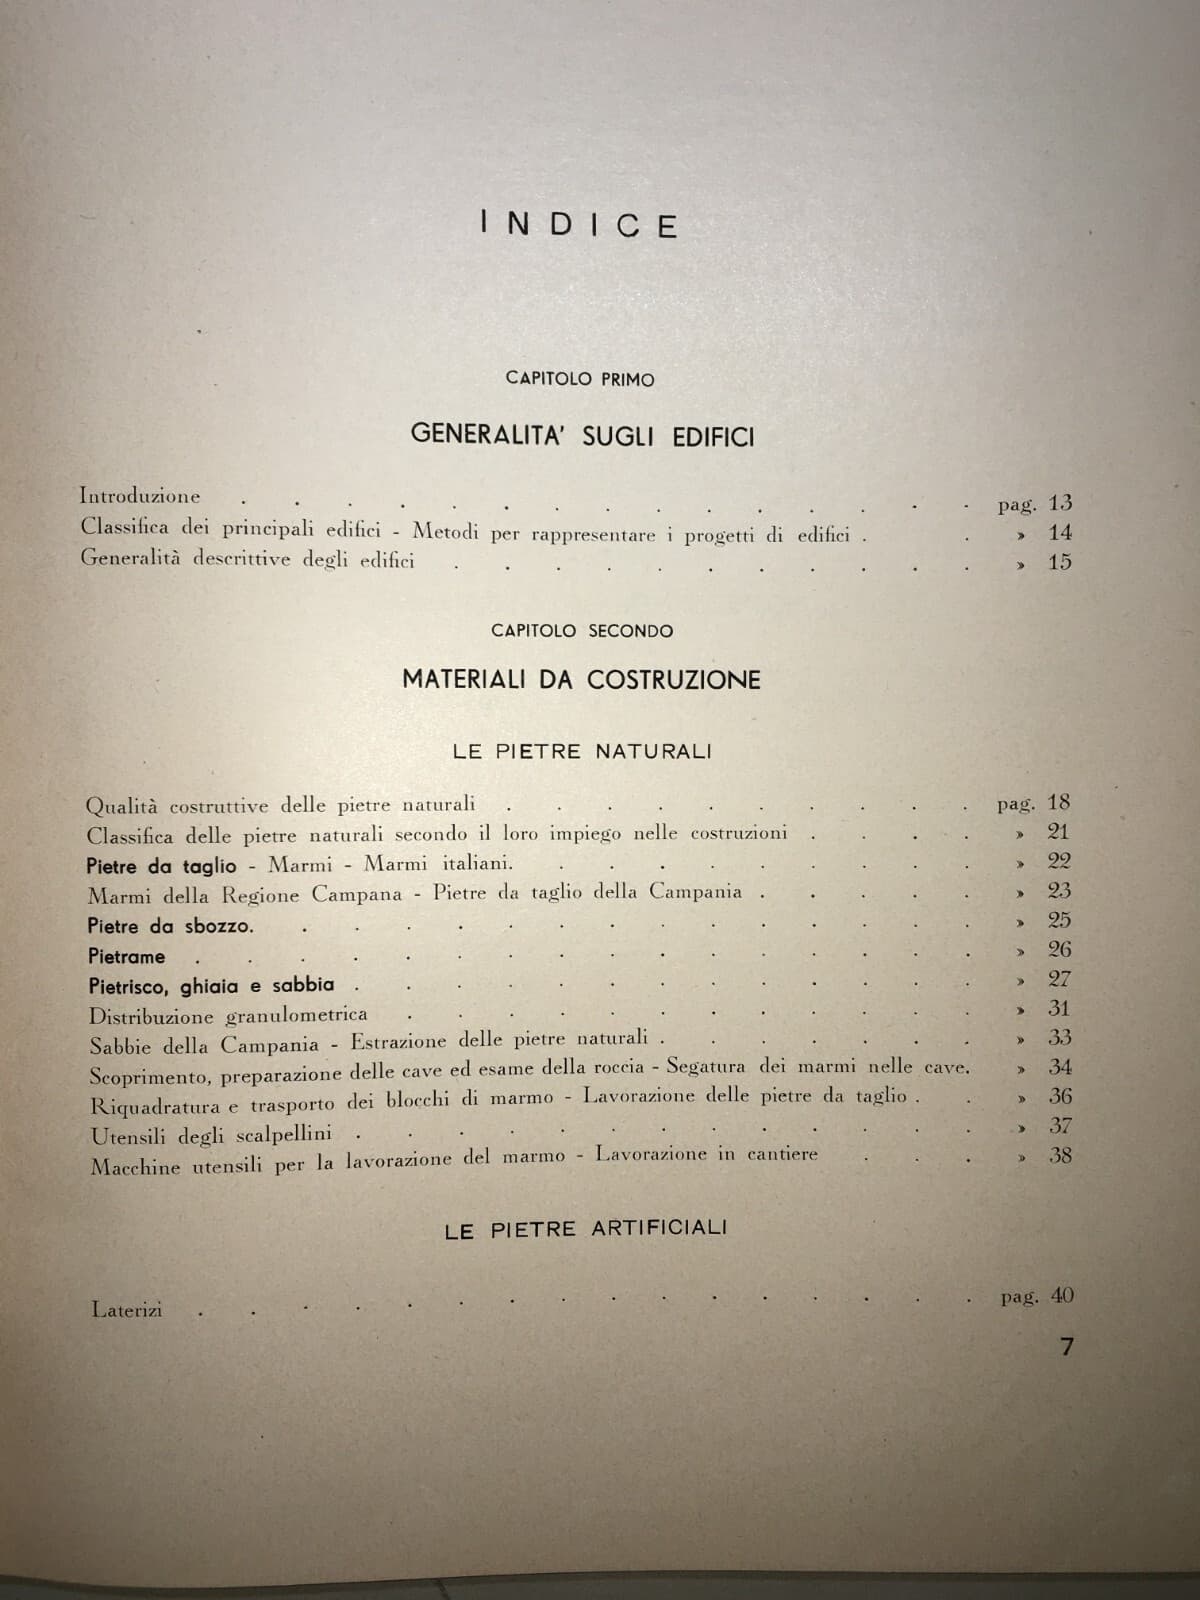 INDICE
CAPITOLO PRIMO
GENERALITA' SUGLI EDIFICI
Introduzione . . . . . . . . . . . . . . . pag. 13
Classifica dei principali edifici - Metodi per rappresentare i progetti di edifici . . » 14
Generalità descrittive degli edifici . . . . . . . . . . . » 15
CAPITOLO SECONDO
MATERIALI DA COSTRUZIONE
LE PIETRE NATURALI
Qualità costruttive delle pietre naturali . . . . . . . . . . pag. 18
Classifica delle pietre naturali secondo il loro impiego nelle costruzioni . . . . » 21
Pietre da taglio - Marmi - Marmi italiani. . . . . . . . . . » 22
Marmi della Regione Campana - Pietre da taglio della Campania . . . . . » 23
Pietre da sbozzo. . . . . . . . . . . . . . . » 25
Pietrame . . . . . . . . . . . . . . . . » 26
Pietrisco, ghiaia e sabbia . . . . . . . . . . . . . » 27
Distribuzione granulometrica . . . . . . . . . . . . » 31
Sabbie della Campania - Estrazione delle pietre naturali . . . . . . . » 33
Scoprimento, preparazione delle cave ed esame della roccia - Segatura dei marmi nelle cave. » 34
Riquadratura e trasporto dei blocchi di marmo - Lavorazione delle pietre da taglio . . » 36
Utensili degli scalpellini . . . . . . . . . . . . . » 37
Macchine utensili per la lavorazione del marmo - Lavorazione in cantiere . . . » 38
LE PIETRE ARTIFICIALI
Laterizi . . . . . . . . . . . . . . . . pag. 40
7